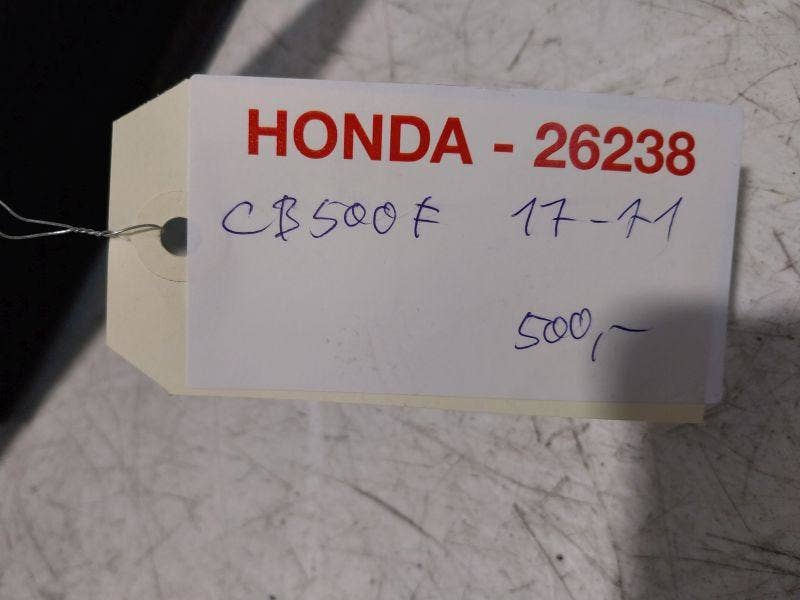 HONDA - 26238
CB500F 17-11
500,-